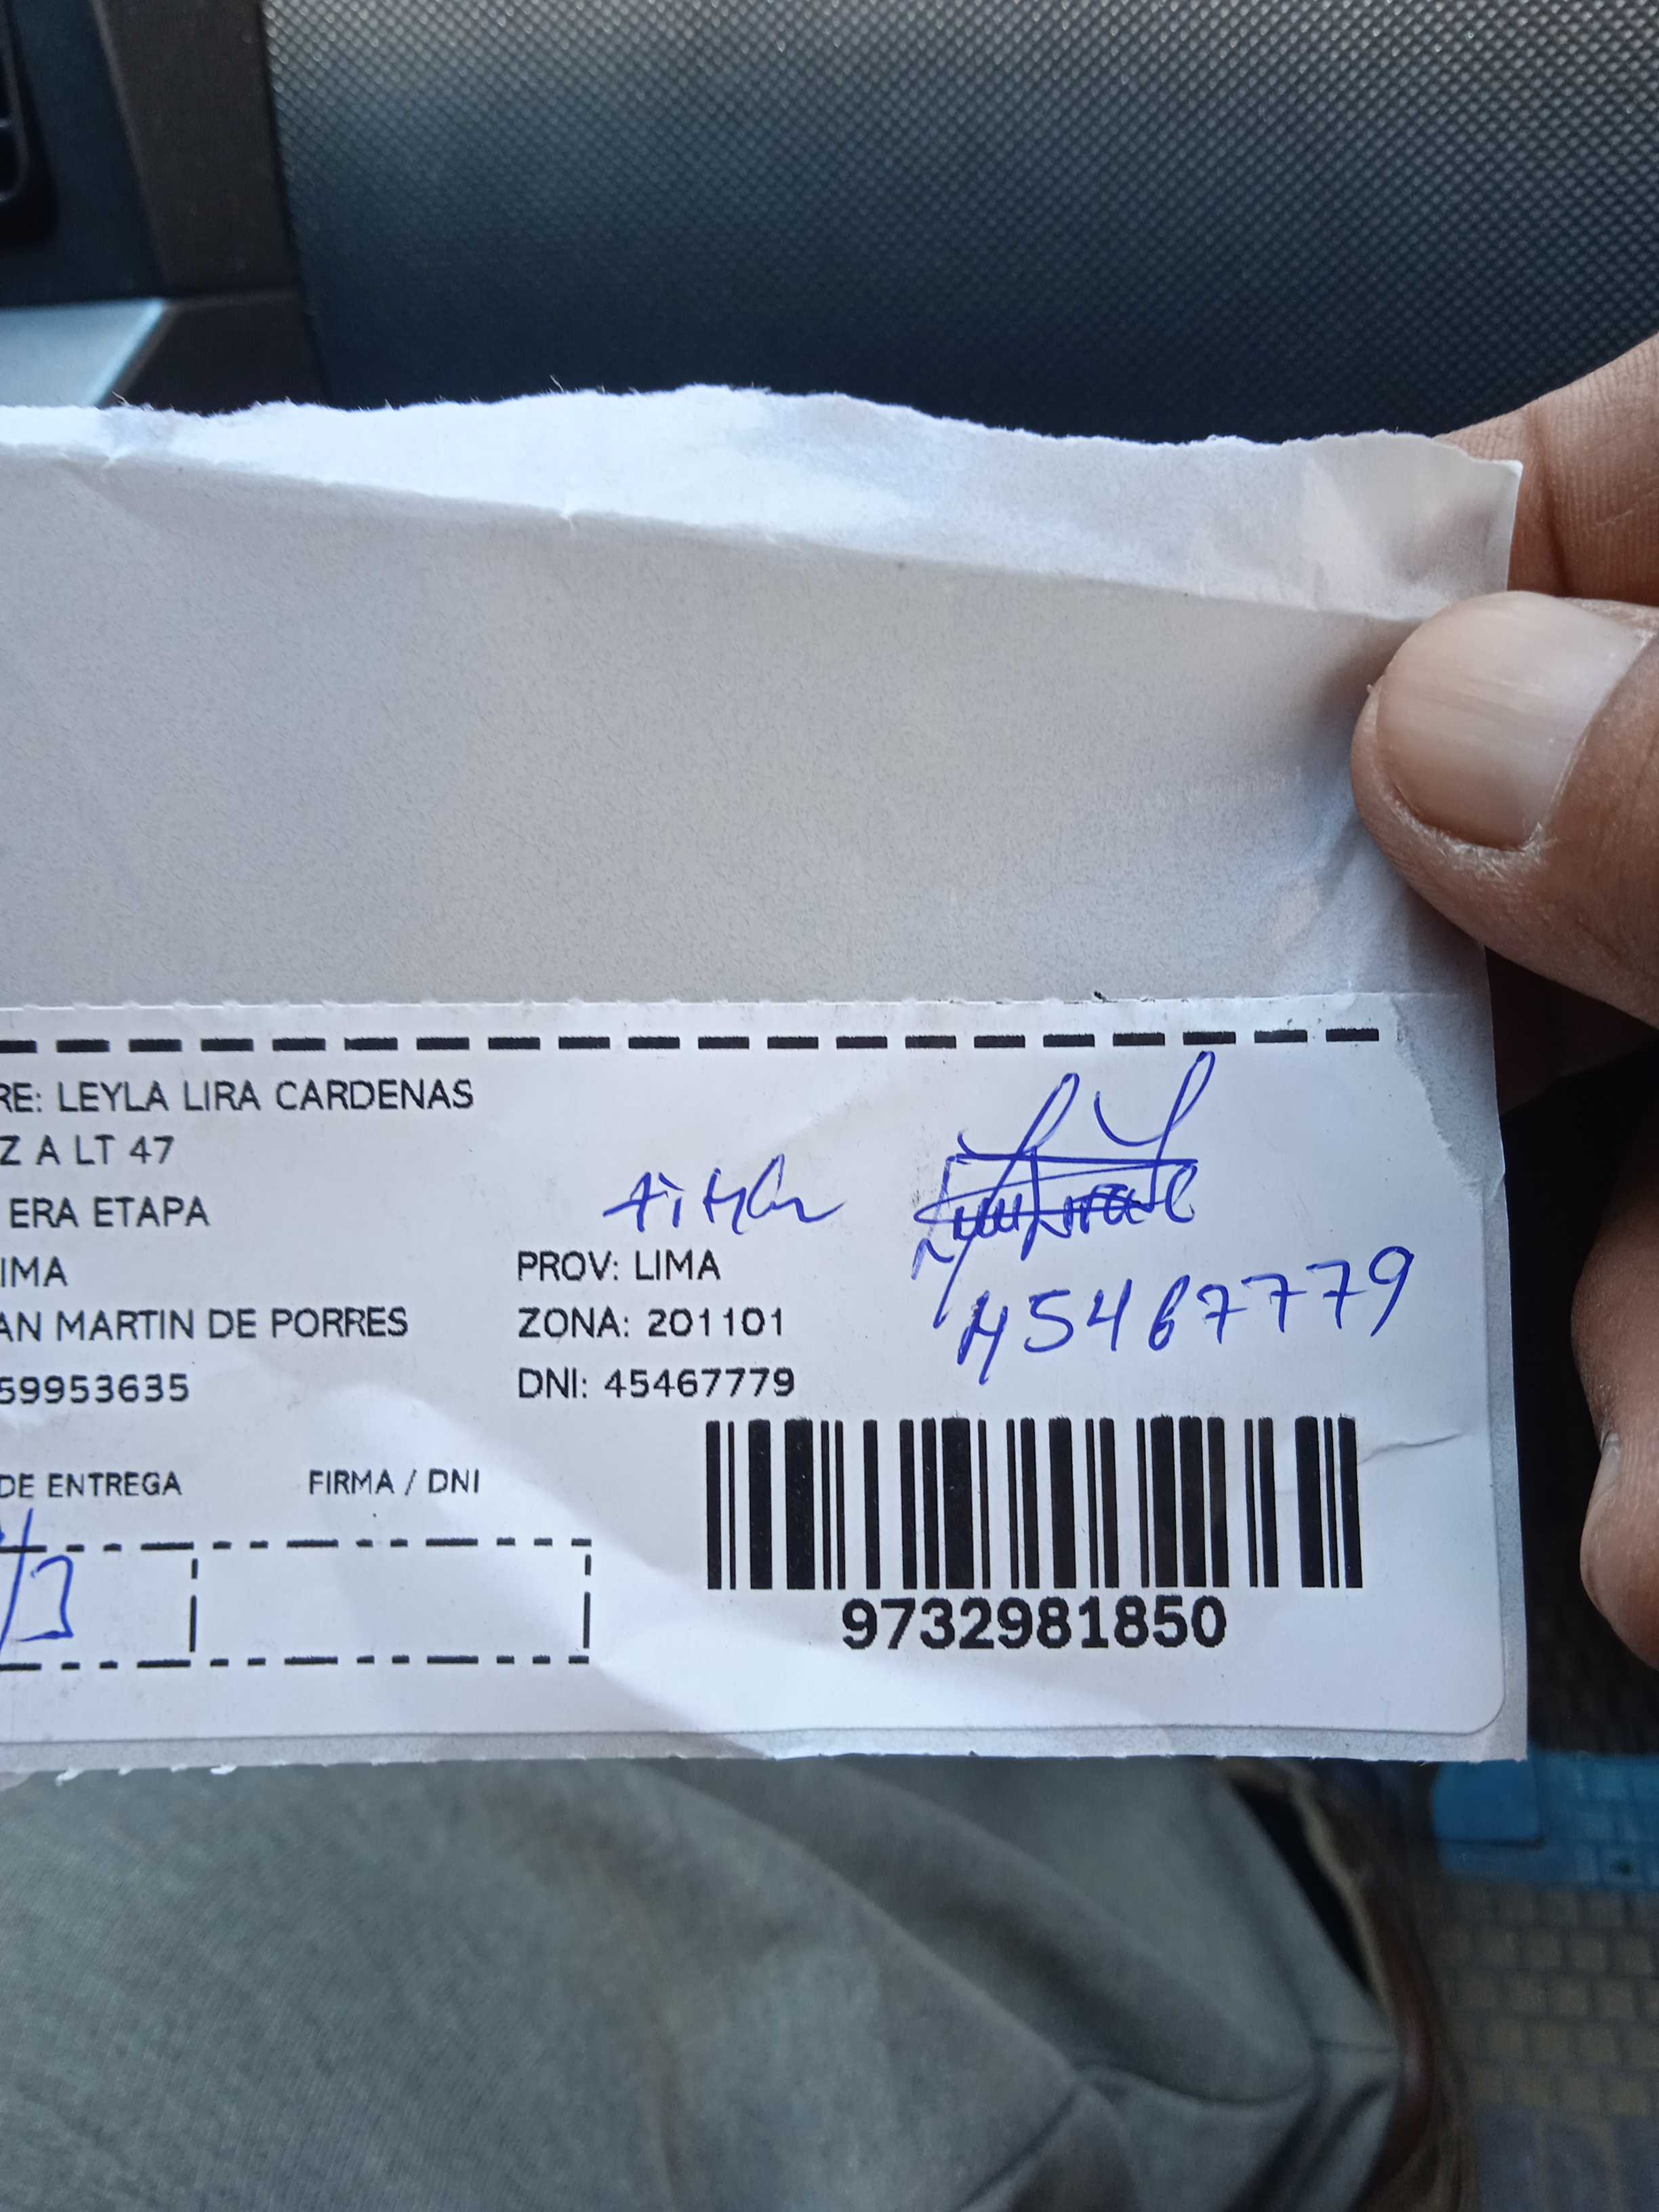 RE: LEYLA LIRA CARDENAS
Z A LT 47
ERA ETAPA
titular
IMA
PROV: LIMA
AN MARTIN DE PORRES
ZONA: 201101
45467779
59953635
DNI: 45467779
DE ENTREGA
FIRMA / DNI
9732981850